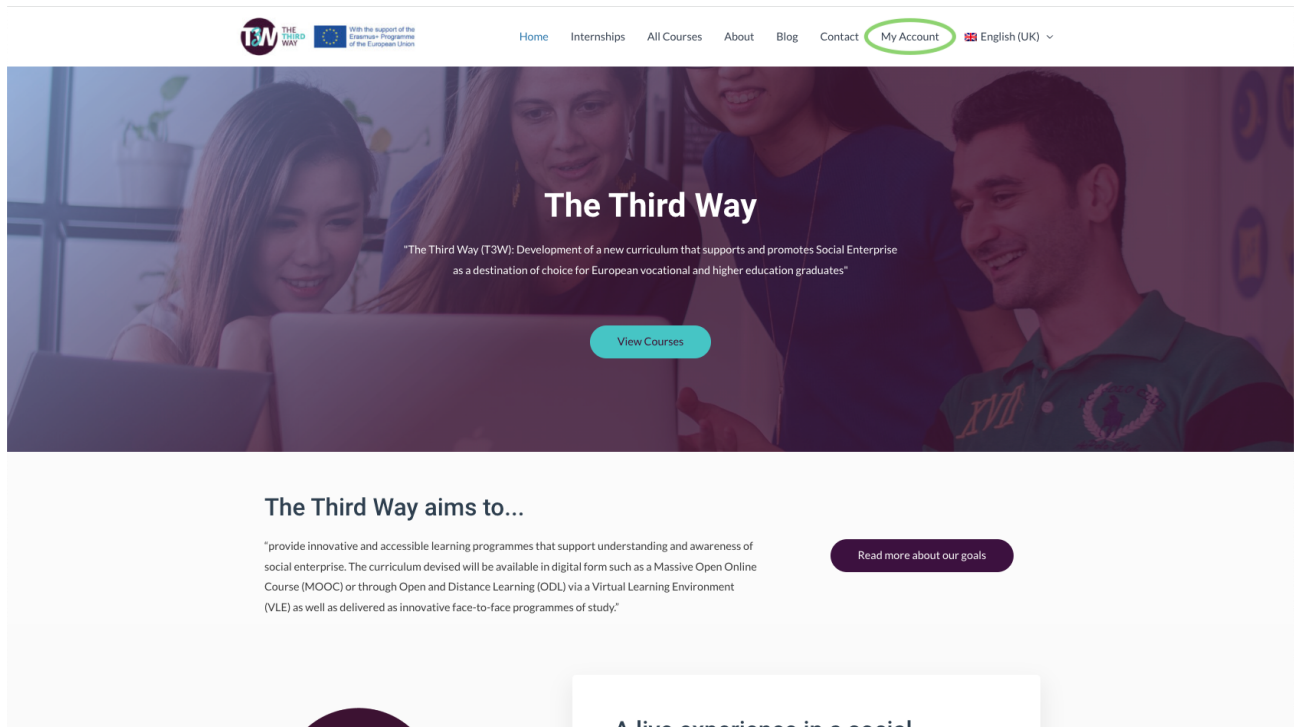 T3W THE THIRD WAY
With the support of the
Erasmus+ Programme
of the European Union
Home Internships All Courses About Blog Contact My Account English (UK)
The Third Way
"The Third Way (T3W): Development of a new curriculum that supports and promotes Social Enterprise
as a destination of choice for European vocational and higher education graduates"
View Courses
XVII
The Third Way aims to...
“provide innovative and accessible learning programmes that support understanding and awareness of
social enterprise. The curriculum devised will be available in digital form such as a Massive Open Online
Course (MOOC) or through Open and Distance Learning (ODL) via a Virtual Learning Environment
(VLE) as well as delivered as innovative face-to-face programmes of study.”
Read more about our goals
A live experience in a social